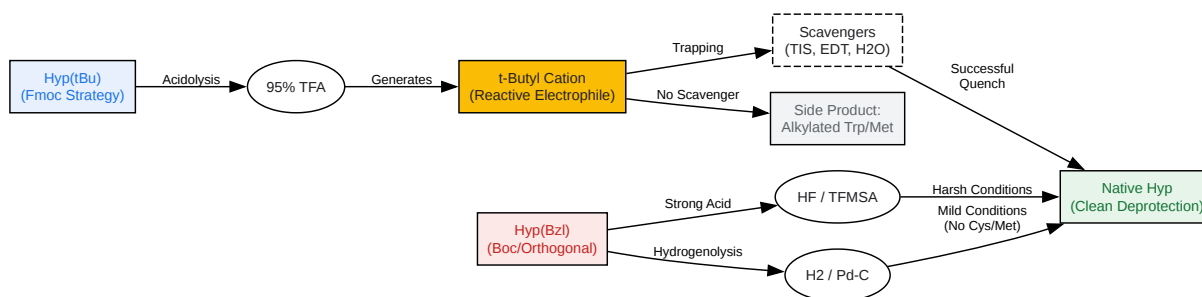 Hyp(tBu)
(Fmoc Strategy)
Acidolysis
95% TFA
Generates
t-Butyl Cation
(Reactive Electrophile)
Trapping
No Scavenger
Scavengers
(TIS, EDT, H2O)
Side Product:
Alkylated Trp/Met
Successful
Quench
Hyp(Bzl)
(Boc/Orthogonal)
Strong Acid
Hydrogenolysis
HF / TFMSA
H2 / Pd-C
Harsh Conditions
Mild Conditions
(No Cys/Met)
Native Hyp
(Clean Deprotection)